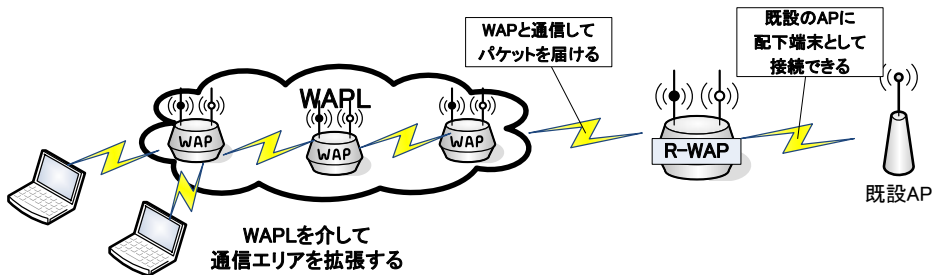 WAPと通信して
パケットを届ける
既設のAPに
配下端末として
接続できる
WAPL
WAP
WAP
WAP
R-WAP
既設AP
WAPLを介して
通信エリアを拡張する